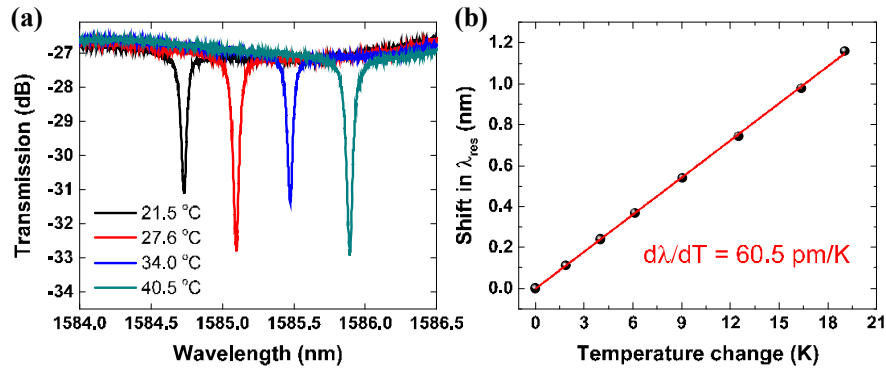 (a)
-26
-27
-28
-29
-30
-31
-32
-33
-34
Transmission (dB)
21.5 °C
27.6 °C
34.0 °C
40.5 °C
1584.0 1584.5 1585.0 1585.5 1586.0 1586.5
Wavelength (nm)
(b)
1.2
1.0
0.8
0.6
0.4
0.2
0.0
Shift in λres (nm)
dλ/dT = 60.5 pm/K
0 3 6 9 12 15 18 21
Temperature change (K)